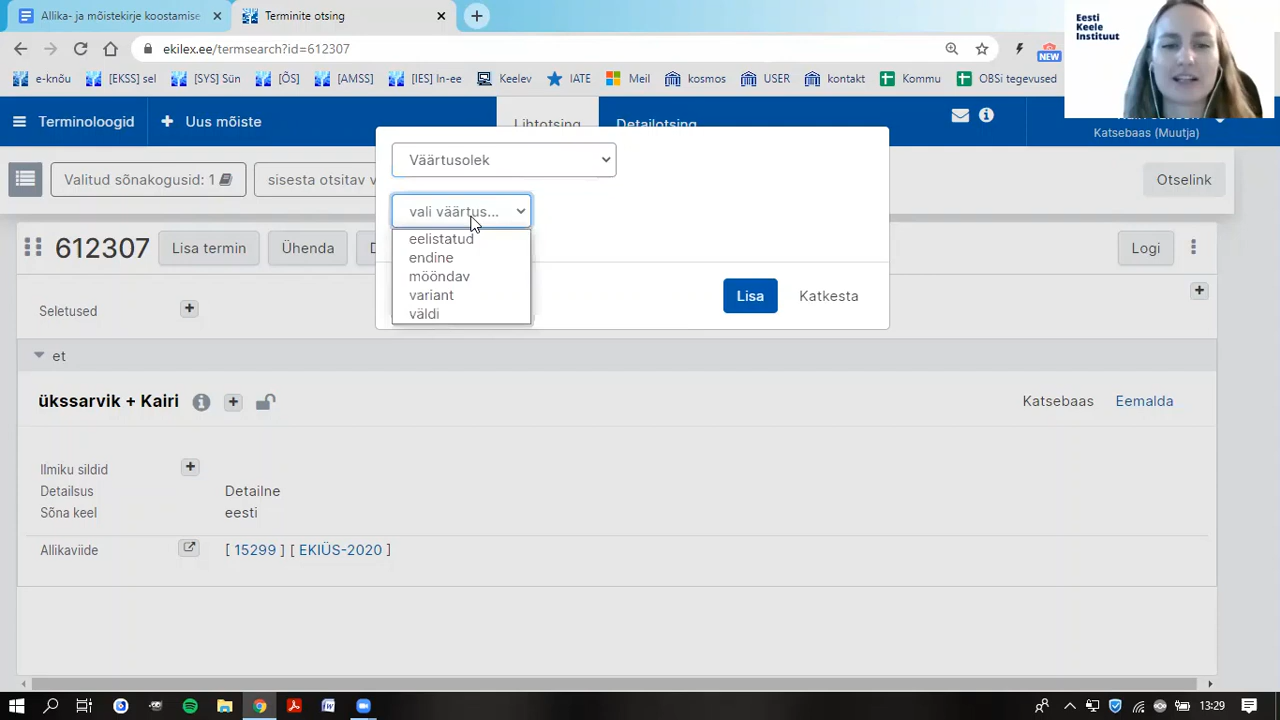 Allika- ja mõistekirje koostamise
Terminite otsing
ekilex.ee/termsearch?id=612307
NEW
e-knõu
[EKSS] sel
[SYS] Sün
[ÕS]
[AMSS]
[IES] In-ee
Keelev
IATE
Meil
kosmos
USER
kontakt
Kommu
OBSi tegevused
Eesti
Keele
Instituut
Terminoloogid
Uus mõiste
Lihtotsing
Detailotsing
Katsebaas (Muutja)
Valitud sõnakogusid: 1
sisesta otsitav v
Otselink
Väärtusolek
vali väärtus...
eelistatud
endine
mööndav
variant
väldi
Lisa
Katkesta
612307
Lisa termin
Ühenda
Logi
Seletused
et
ükssarvik + Kairi
Katsebaas
Eemalda
Ilmiku sildid
Detailsus
Detailne
Sõna keel
eesti
Allikaviide
[ 15299 ] [ EKIÜS-2020 ]
13:29